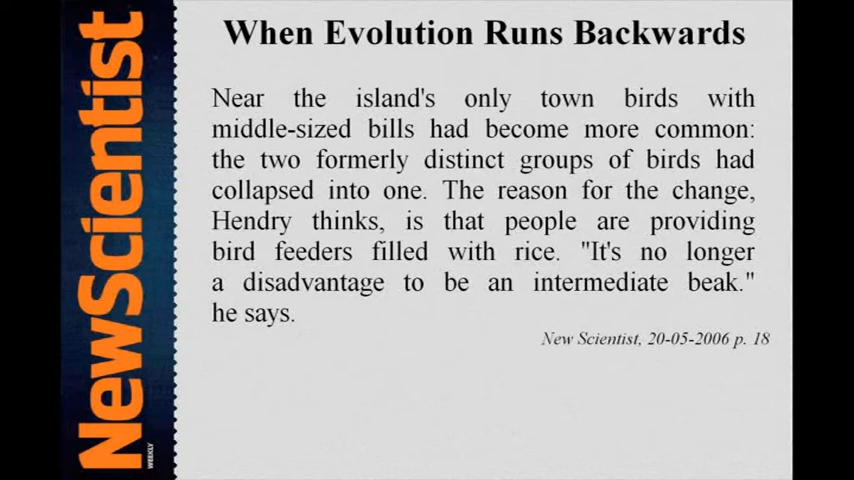 When Evolution Runs Backwards
Near the island's only town birds with
middle-sized bills had become more common:
the two formerly distinct groups of birds had
collapsed into one. The reason for the change,
Hendry thinks, is that people are providing
bird feeders filled with rice. "It's no longer
a disadvantage to be an intermediate beak."
he says.
New Scientist, 20-05-2006 p. 18
NewScientist
WEEKLY